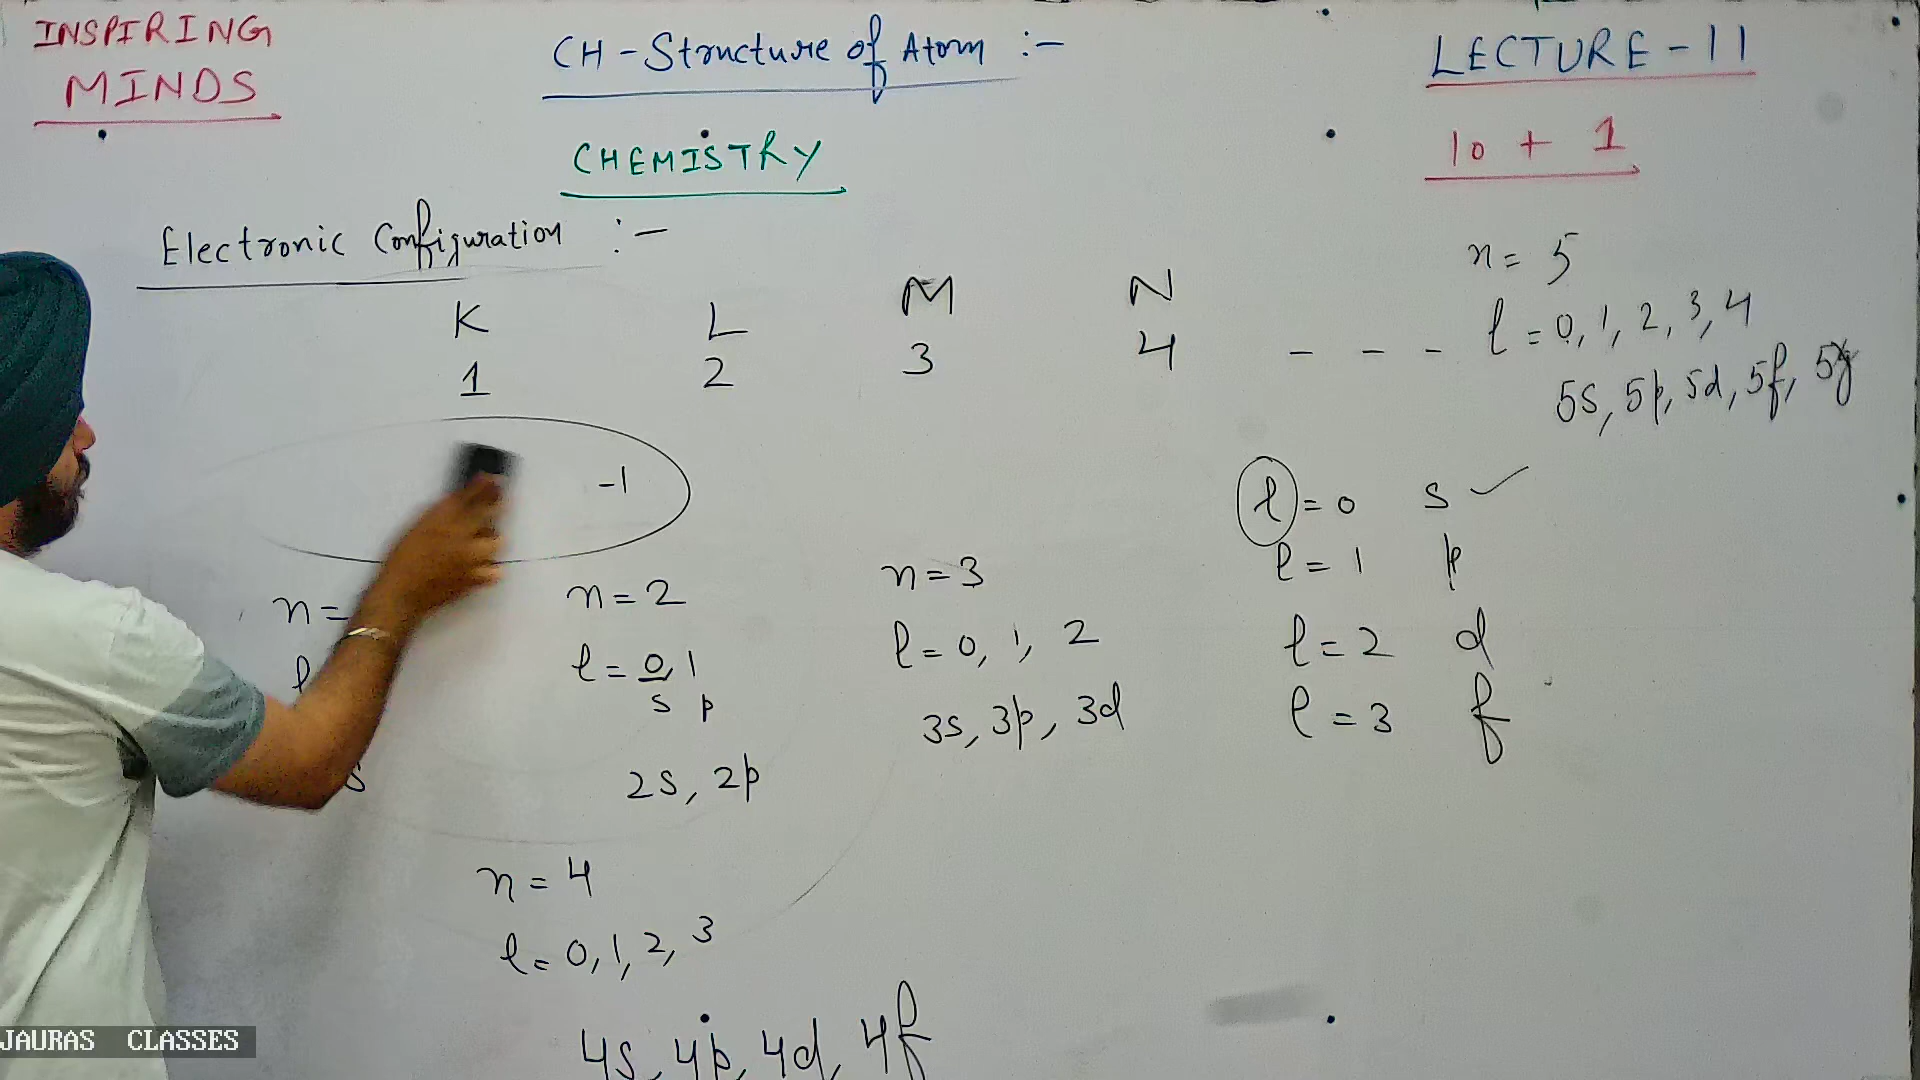 INSPIRING
MINDS
CH - Structure of Atom :-
LECTURE - 11
CHEMISTRY
10 + 1
Electronic Configuration :-
K L M N
1 2 3 4 - - -
n = 5
l = 0, 1, 2, 3, 4
5s, 5p, 5d, 5f, 5g
-1
n =
l
s
n = 2
l = 0, 1
s p
2s, 2p
n = 3
l = 0, 1, 2
3s, 3p, 3d
l = 0 s ✓
l = 1 p
l = 2 d
l = 3 f
n = 4
l = 0, 1, 2, 3
4s, 4p, 4d, 4f
JAURAS CLASSES